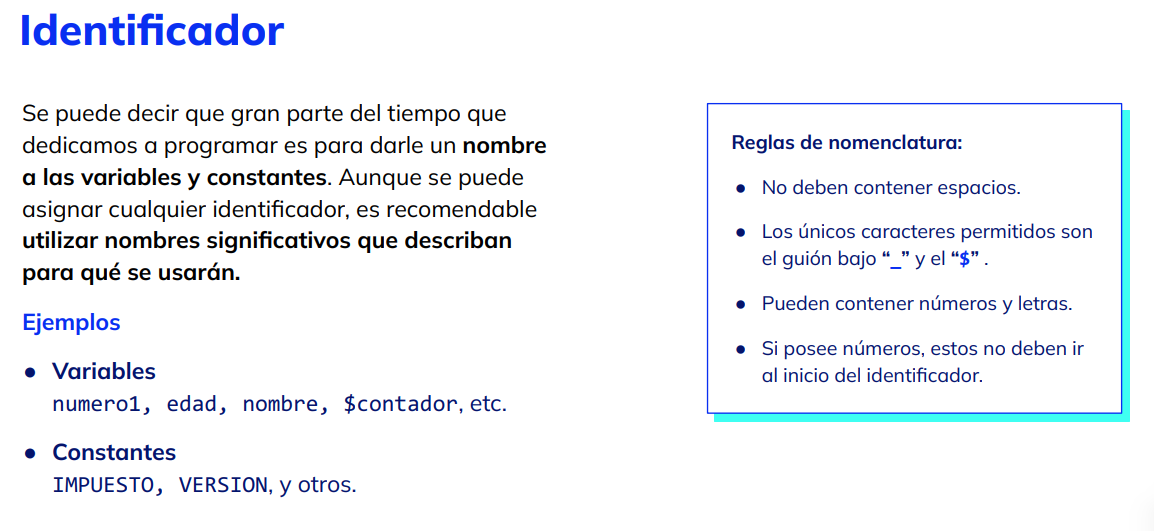 Identificador
Se puede decir que gran parte del tiempo que
dedicamos a programar es para darle un nombre
a las variables y constantes. Aunque se puede
asignar cualquier identificador, es recomendable
utilizar nombres significativos que describan
para qué se usarán.
Ejemplos
● Variables
numero1, edad, nombre, $contador, etc.
● Constantes
IMPUESTO, VERSION, y otros.
Reglas de nomenclatura:
● No deben contener espacios.
● Los únicos caracteres permitidos son
el guión bajo “_” y el “$” .
● Pueden contener números y letras.
● Si posee números, estos no deben ir
al inicio del identificador.